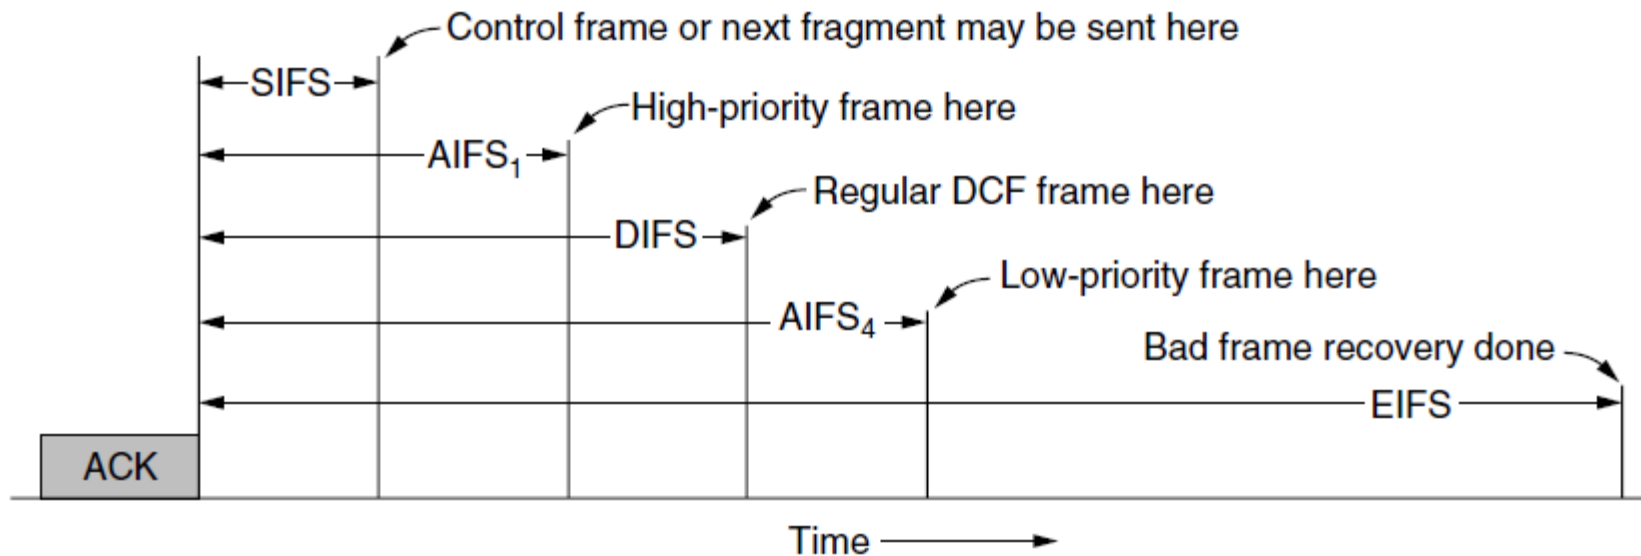 Control frame or next fragment may be sent here
SIFS
High-priority frame here
AIFS₁
Regular DCF frame here
DIFS
Low-priority frame here
AIFS₄
Bad frame recovery done
EIFS
ACK
Time